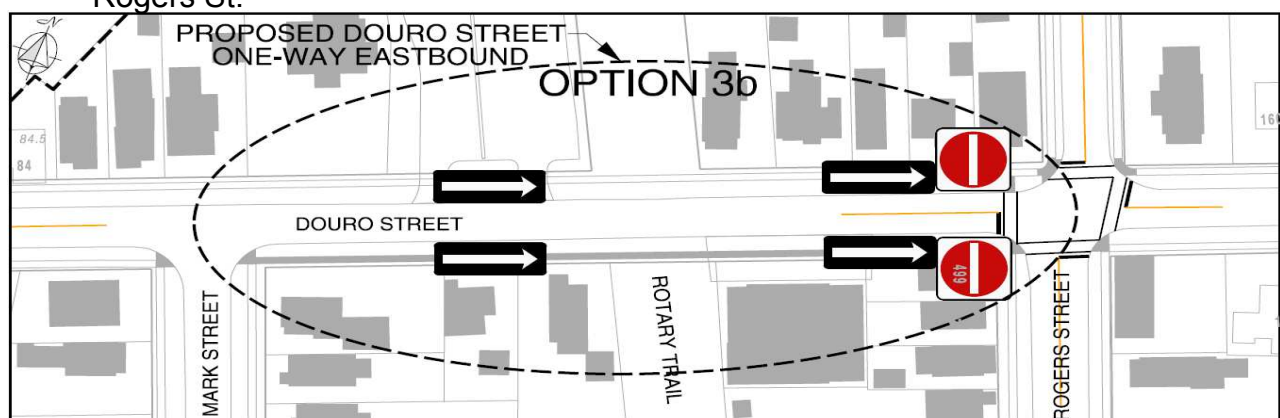 Rogers St.
PROPOSED DOURO STREET
ONE-WAY EASTBOUND
OPTION 3b
84.5
84
DOURO STREET
MARK STREET
ROTARY TRAIL
499
ROGERS STREET